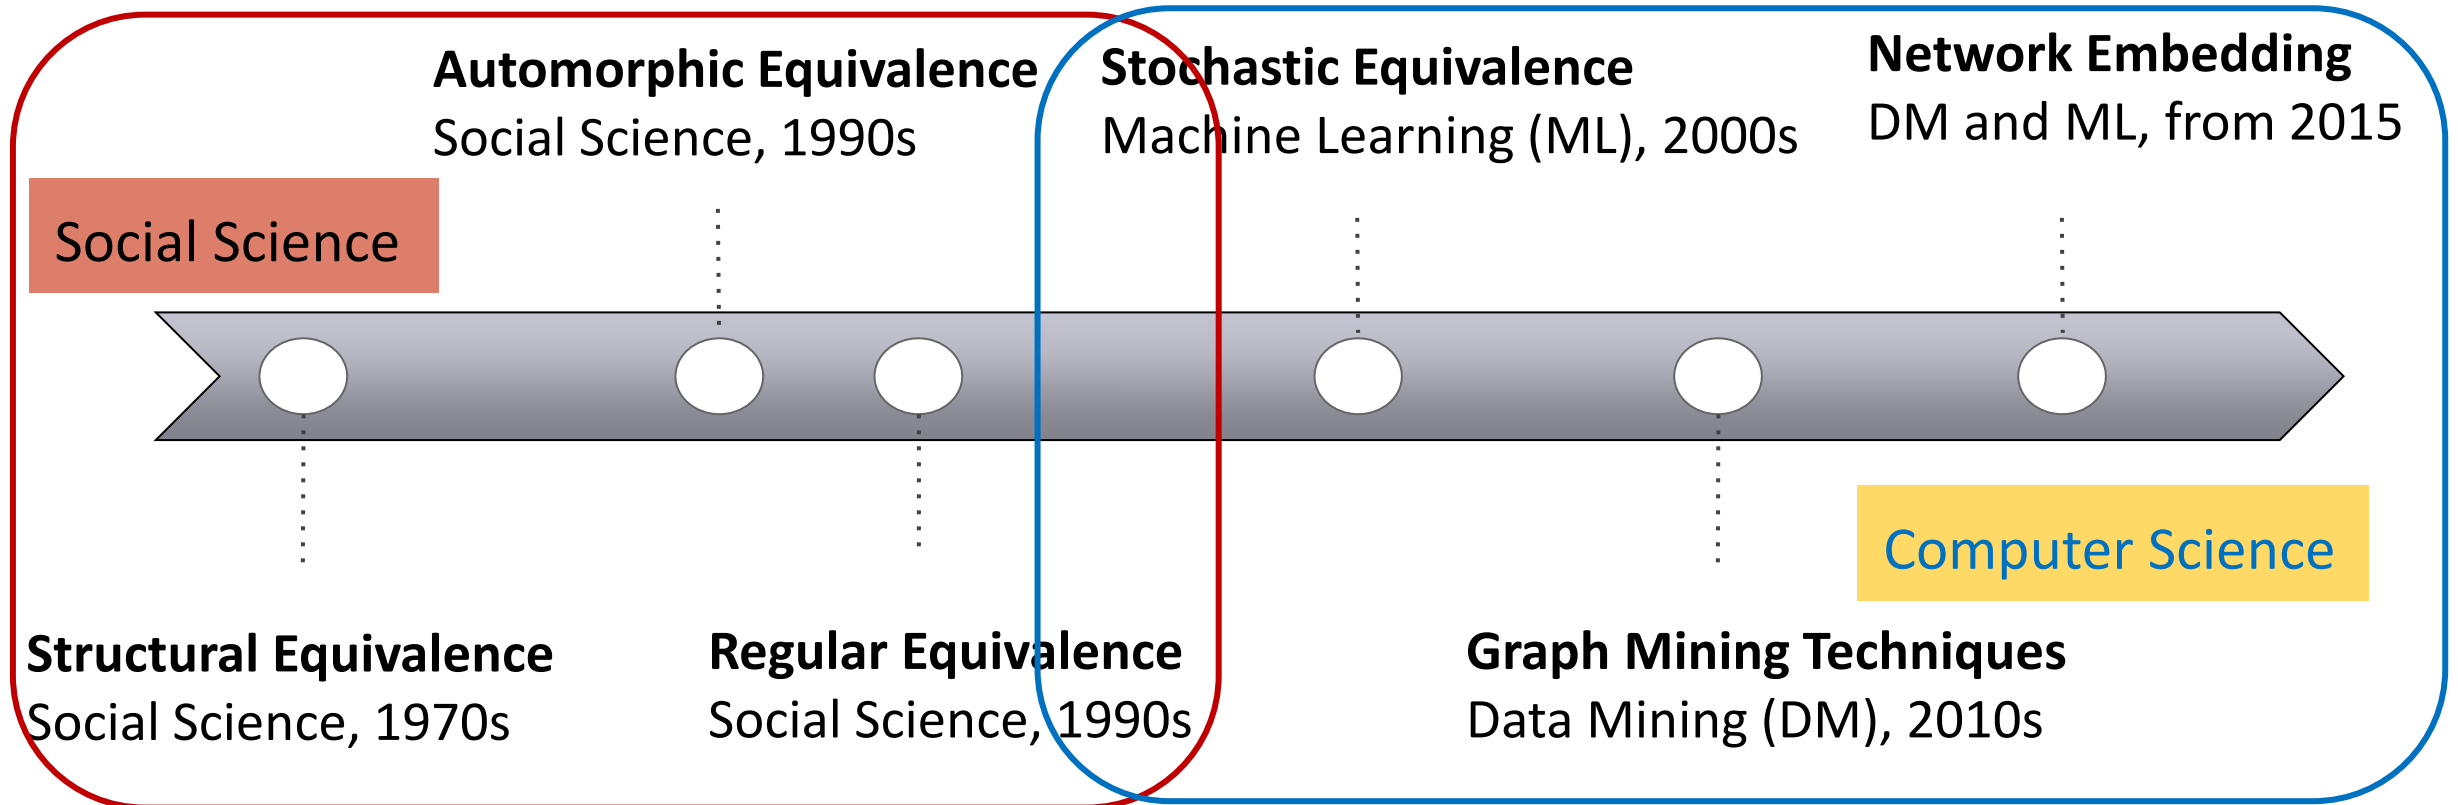 Automorphic Equivalence
Social Science, 1990s
Stochastic Equivalence
Machine Learning (ML), 2000s
Network Embedding
DM and ML, from 2015
Social Science
Computer Science
Structural Equivalence
Social Science, 1970s
Regular Equivalence
Social Science, 1990s
Graph Mining Techniques
Data Mining (DM), 2010s